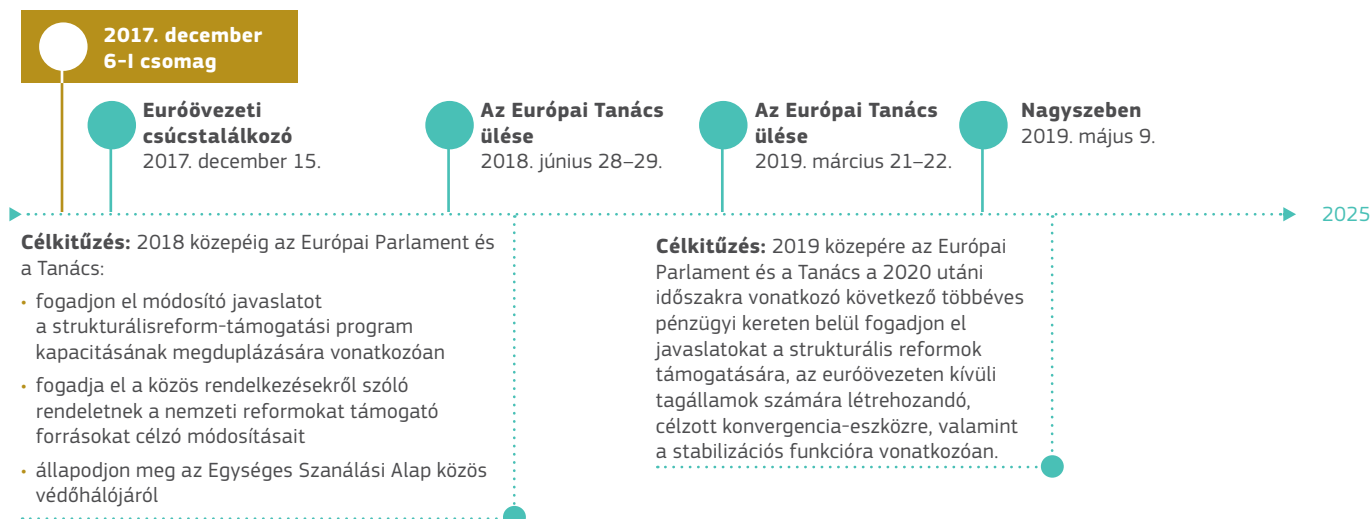 2017. december
6-I csomag
Euróövezeti
csúcstalálkozó
2017. december 15.
Az Európai Tanács
ülése
2018. június 28–29.
Az Európai Tanács
ülése
2019. március 21–22.
Nagyszeben
2019. május 9.
2025
Célkitűzés: 2018 közepéig az Európai Parlament és
a Tanács:
• fogadjon el módosító javaslatot
a strukturálisreform-támogatási program
kapacitásának megduplázására vonatkozóan
• fogadja el a közös rendelkezésekről szóló
rendeletnek a nemzeti reformokat támogató
forrásokat célzó módosításait
• állapodjon meg az Egységes Szanálási Alap közös
védőhálójáról
Célkitűzés: 2019 közepére az Európai
Parlament és a Tanács a 2020 utáni
időszakra vonatkozó következő többéves
pénzügyi kereten belül fogadjon el
javaslatokat a strukturális reformok
támogatására, az euróövezeten kívüli
tagállamok számára létrehozandó,
célzott konvergencia-eszközre, valamint
a stabilizációs funkcióra vonatkozóan.